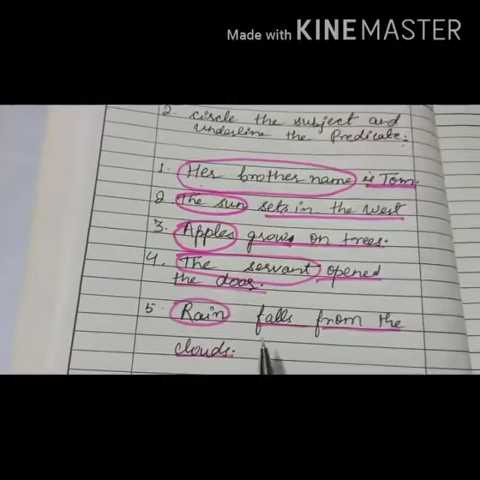 Made with KINEMASTER
2. circle the subject and
underline the Predicate:
1. Her brother name is Tom.
2 the sun sets in the west
3. Apples grows on trees.
4. The servant opened
the door.
5. Rain falls from the
clouds.